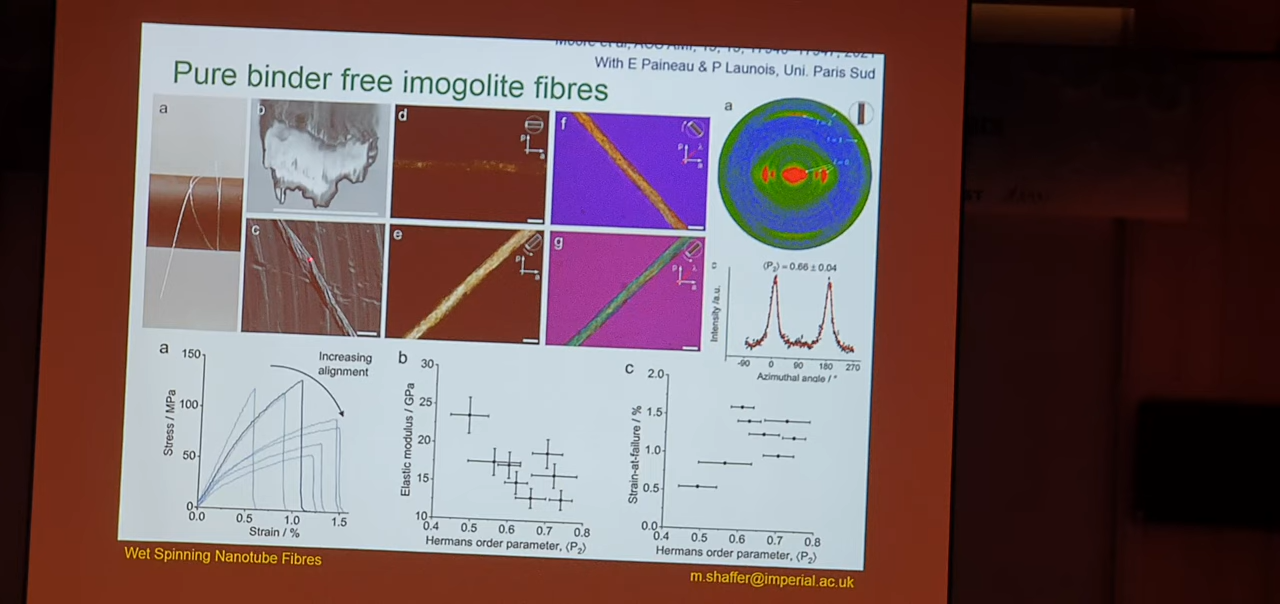 With E Paineau & P Launois, Uni. Paris Sud
Pure binder free imogolite fibres
a
b
d
f
a
c
e
g
c
⟨P₂⟩ = 0.66 ± 0.04
Intensity /a.u.
-90 0 90 180 270
Azimuthal angle / °
a
Increasing
alignment
Stress / MPa
150
100
50
0
0.0 0.5 1.0 1.5
Strain / %
b
Elastic modulus / GPa
30
25
20
15
10
0.4 0.5 0.6 0.7 0.8
Hermans order parameter, ⟨P₂⟩
c
Strain-at-failure / %
2.0
1.5
1.0
0.5
0.0
0.4 0.5 0.6 0.7 0.8
Hermans order parameter, ⟨P₂⟩
Wet Spinning Nanotube Fibres
m.shaffer@imperial.ac.uk